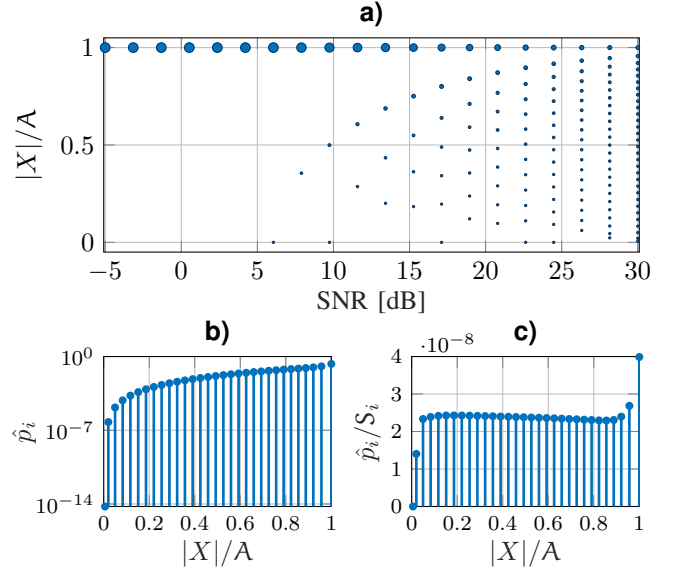 a)
1
0.5
0
|X|/A
−5 0 5 10 15 20 25 30
SNR [dB]
b)
10^0
10^−7
10^−14
p̂_i
0 0.2 0.4 0.6 0.8 1
|X|/A
c)
·10^−8
4
3
2
1
0
p̂_i/S_i
0 0.2 0.4 0.6 0.8 1
|X|/A